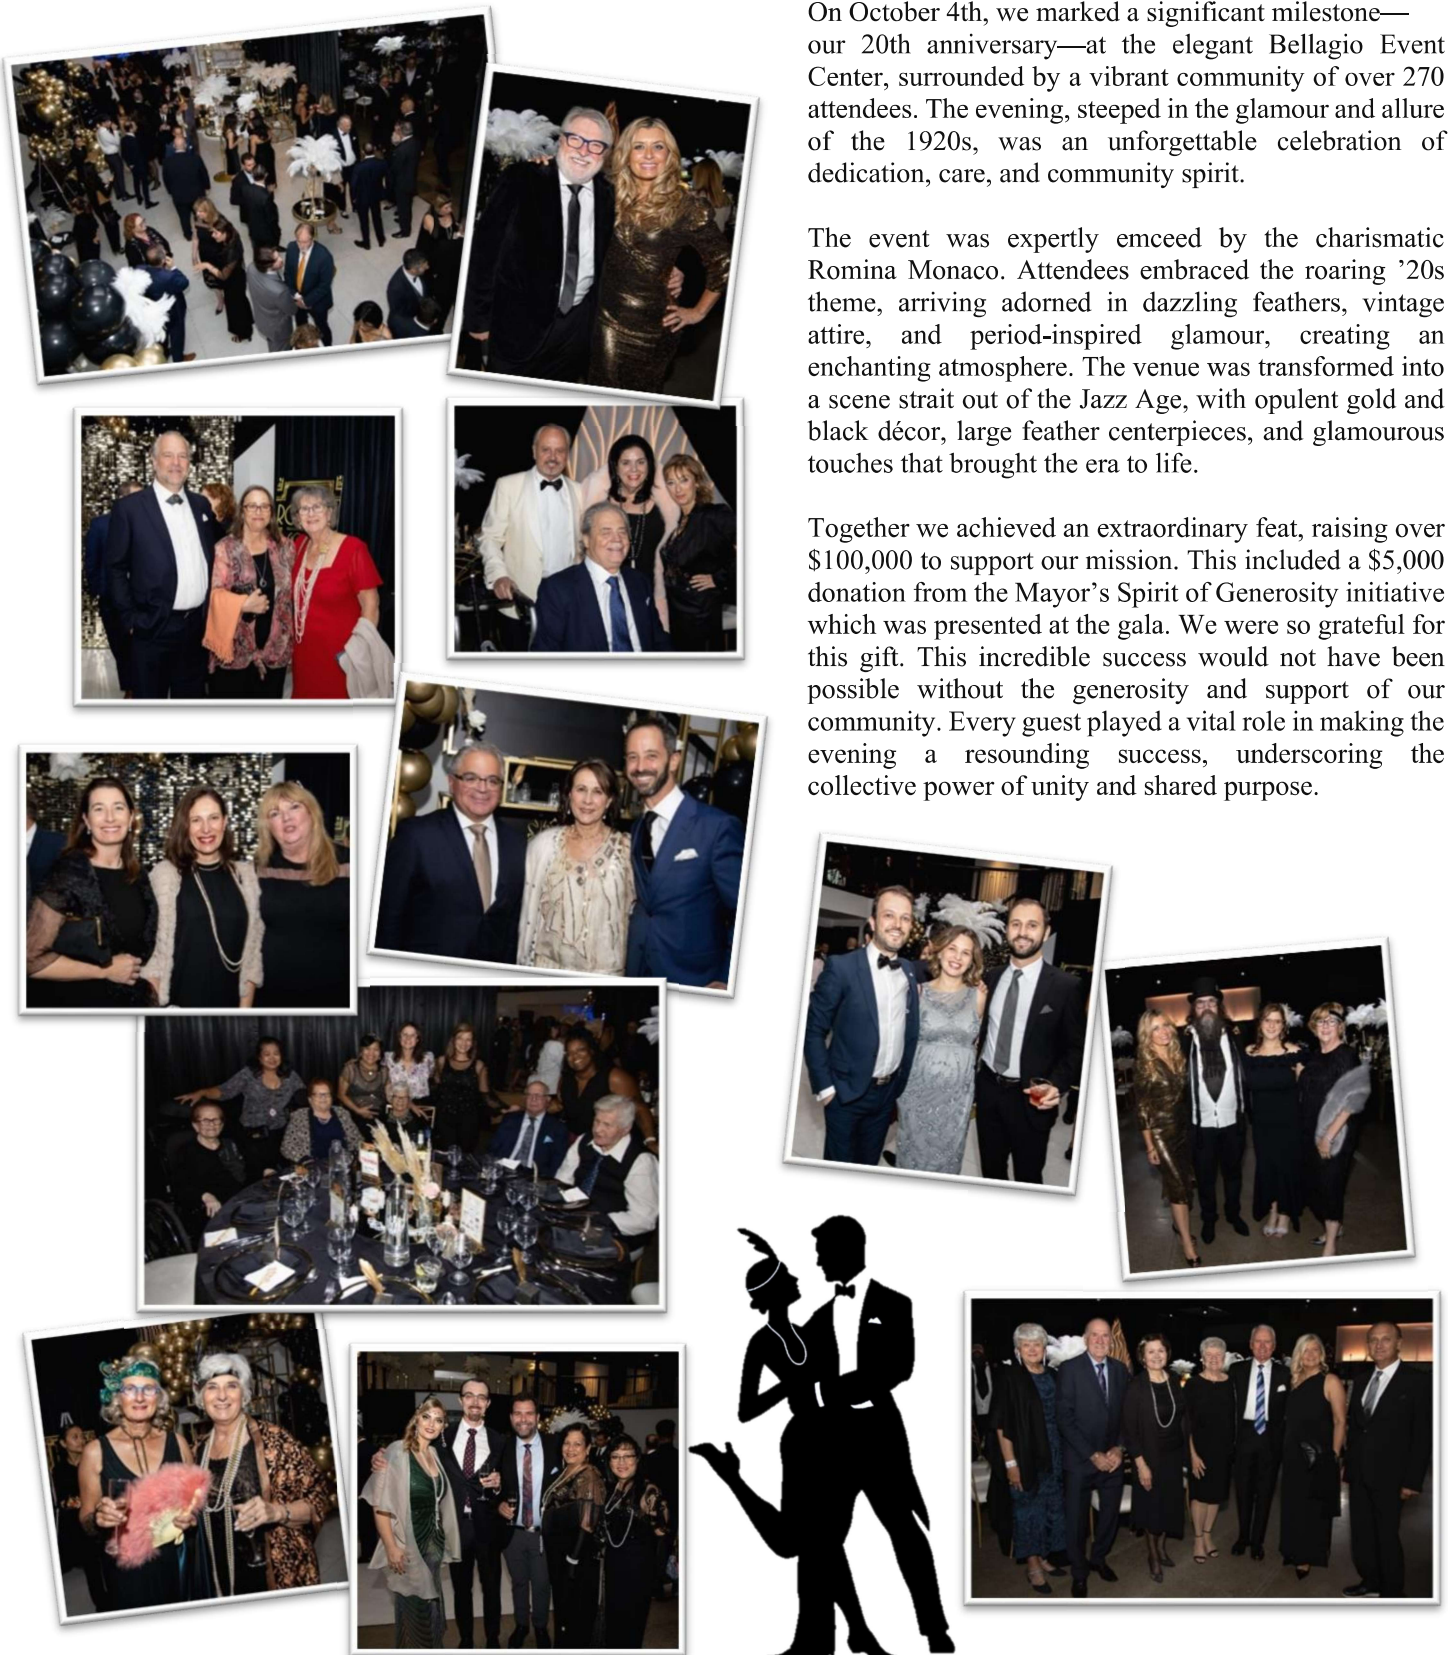 On October 4th, we marked a significant milestone—
our 20th anniversary—at the elegant Bellagio Event
Center, surrounded by a vibrant community of over 270
attendees. The evening, steeped in the glamour and allure
of the 1920s, was an unforgettable celebration of
dedication, care, and community spirit.
The event was expertly emceed by the charismatic
Romina Monaco. Attendees embraced the roaring ’20s
theme, arriving adorned in dazzling feathers, vintage
attire, and period-inspired glamour, creating an
enchanting atmosphere. The venue was transformed into
a scene strait out of the Jazz Age, with opulent gold and
black décor, large feather centerpieces, and glamourous
touches that brought the era to life.
Together we achieved an extraordinary feat, raising over
$100,000 to support our mission. This included a $5,000
donation from the Mayor’s Spirit of Generosity initiative
which was presented at the gala. We were so grateful for
this gift. This incredible success would not have been
possible without the generosity and support of our
community. Every guest played a vital role in making the
evening a resounding success, underscoring the
collective power of unity and shared purpose.